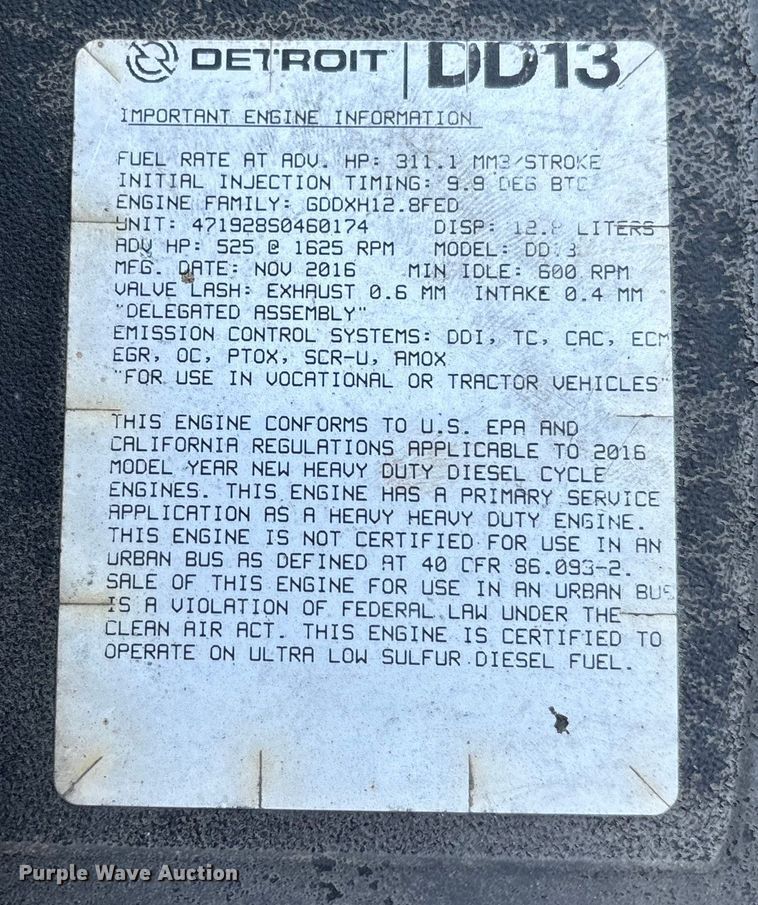 DETROIT | DD13
IMPORTANT ENGINE INFORMATION
FUEL RATE AT ADV. HP: 311.1 MM3/STROKE
INITIAL INJECTION TIMING: 9.9 DEG BTC
ENGINE FAMILY: GDDXH12.8FED
UNIT: 471928S0460174 DISP: 12.8 LITERS
ADV HP: 525 @ 1625 RPM MODEL: DD13
MFG. DATE: NOV 2016 MIN IDLE: 600 RPM
VALVE LASH: EXHAUST 0.6 MM INTAKE 0.4 MM
"DELEGATED ASSEMBLY"
EMISSION CONTROL SYSTEMS: DDI, TC, CAC, ECM
EGR, OC, PTOX, SCR-U, AMOX
"FOR USE IN VOCATIONAL OR TRACTOR VEHICLES"
THIS ENGINE CONFORMS TO U.S. EPA AND
CALIFORNIA REGULATIONS APPLICABLE TO 2016
MODEL YEAR NEW HEAVY DUTY DIESEL CYCLE
ENGINES. THIS ENGINE HAS A PRIMARY SERVICE
APPLICATION AS A HEAVY HEAVY DUTY ENGINE.
THIS ENGINE IS NOT CERTIFIED FOR USE IN AN
URBAN BUS AS DEFINED AT 40 CFR 86.093-2.
SALE OF THIS ENGINE FOR USE IN AN URBAN BUS
IS A VIOLATION OF FEDERAL LAW UNDER THE
CLEAN AIR ACT. THIS ENGINE IS CERTIFIED TO
OPERATE ON ULTRA LOW SULFUR DIESEL FUEL.
Purple Wave Auction